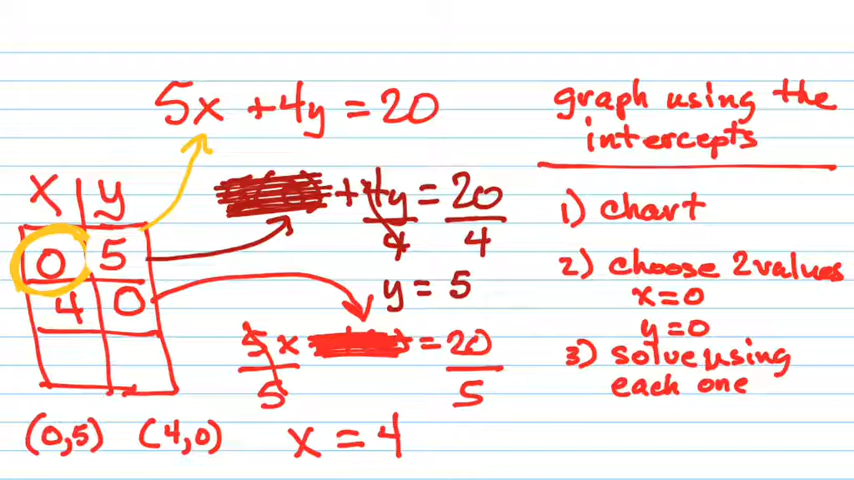 5x + 4y = 20
x y
0 5
4 0
(0,5) (4,0)
+ 4y = 20
4 4
y = 5
5x = 20
5 5
x = 4
graph using the
intercepts
1) chart
2) choose 2 values
x = 0
y = 0
3) solve using
each one